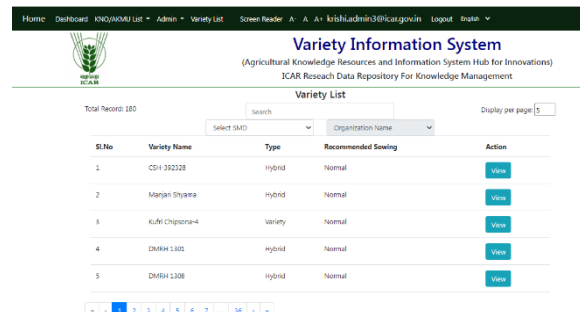 Home Dashboard KNO/AKMU List Admin Variety List Screen Reader A- A A+ krishi.admin3@icar.gov.in Logout English
Variety Information System
(Agricultural Knowledge Resources and Information System Hub for Innovations)
ICAR Reseach Data Repository For Knowledge Management
ICAR
Variety List
Total Record: 180 Search Display per page: 5
Select SMD Organization Name
Sl.No Variety Name Type Recommended Sowing Action
1 CSH-392328 Hybrid Normal View
2 Manjari Shyama Hybrid Normal View
3 Kufri Chipsona-4 Variety Normal View
4 DMRH 1301 Hybrid Normal View
5 DMRH 1308 Hybrid Normal View
« ‹ 1 2 3 4 5 6 7 ... 36 › »